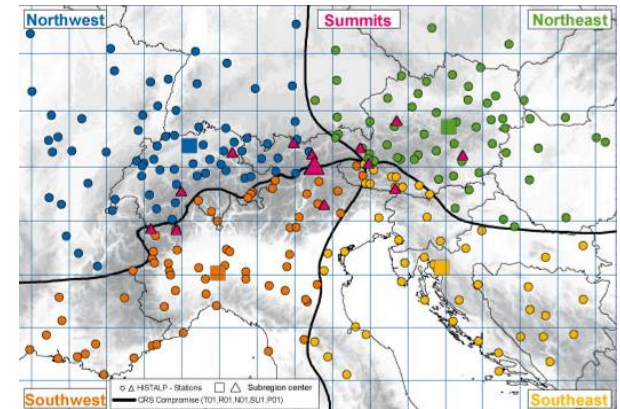 Northwest
Summits
Northeast
Southwest
HISTALP - Stations
Subregion center
CRS Compromise (T01,R01,N01,SU1,P01)
Southeast